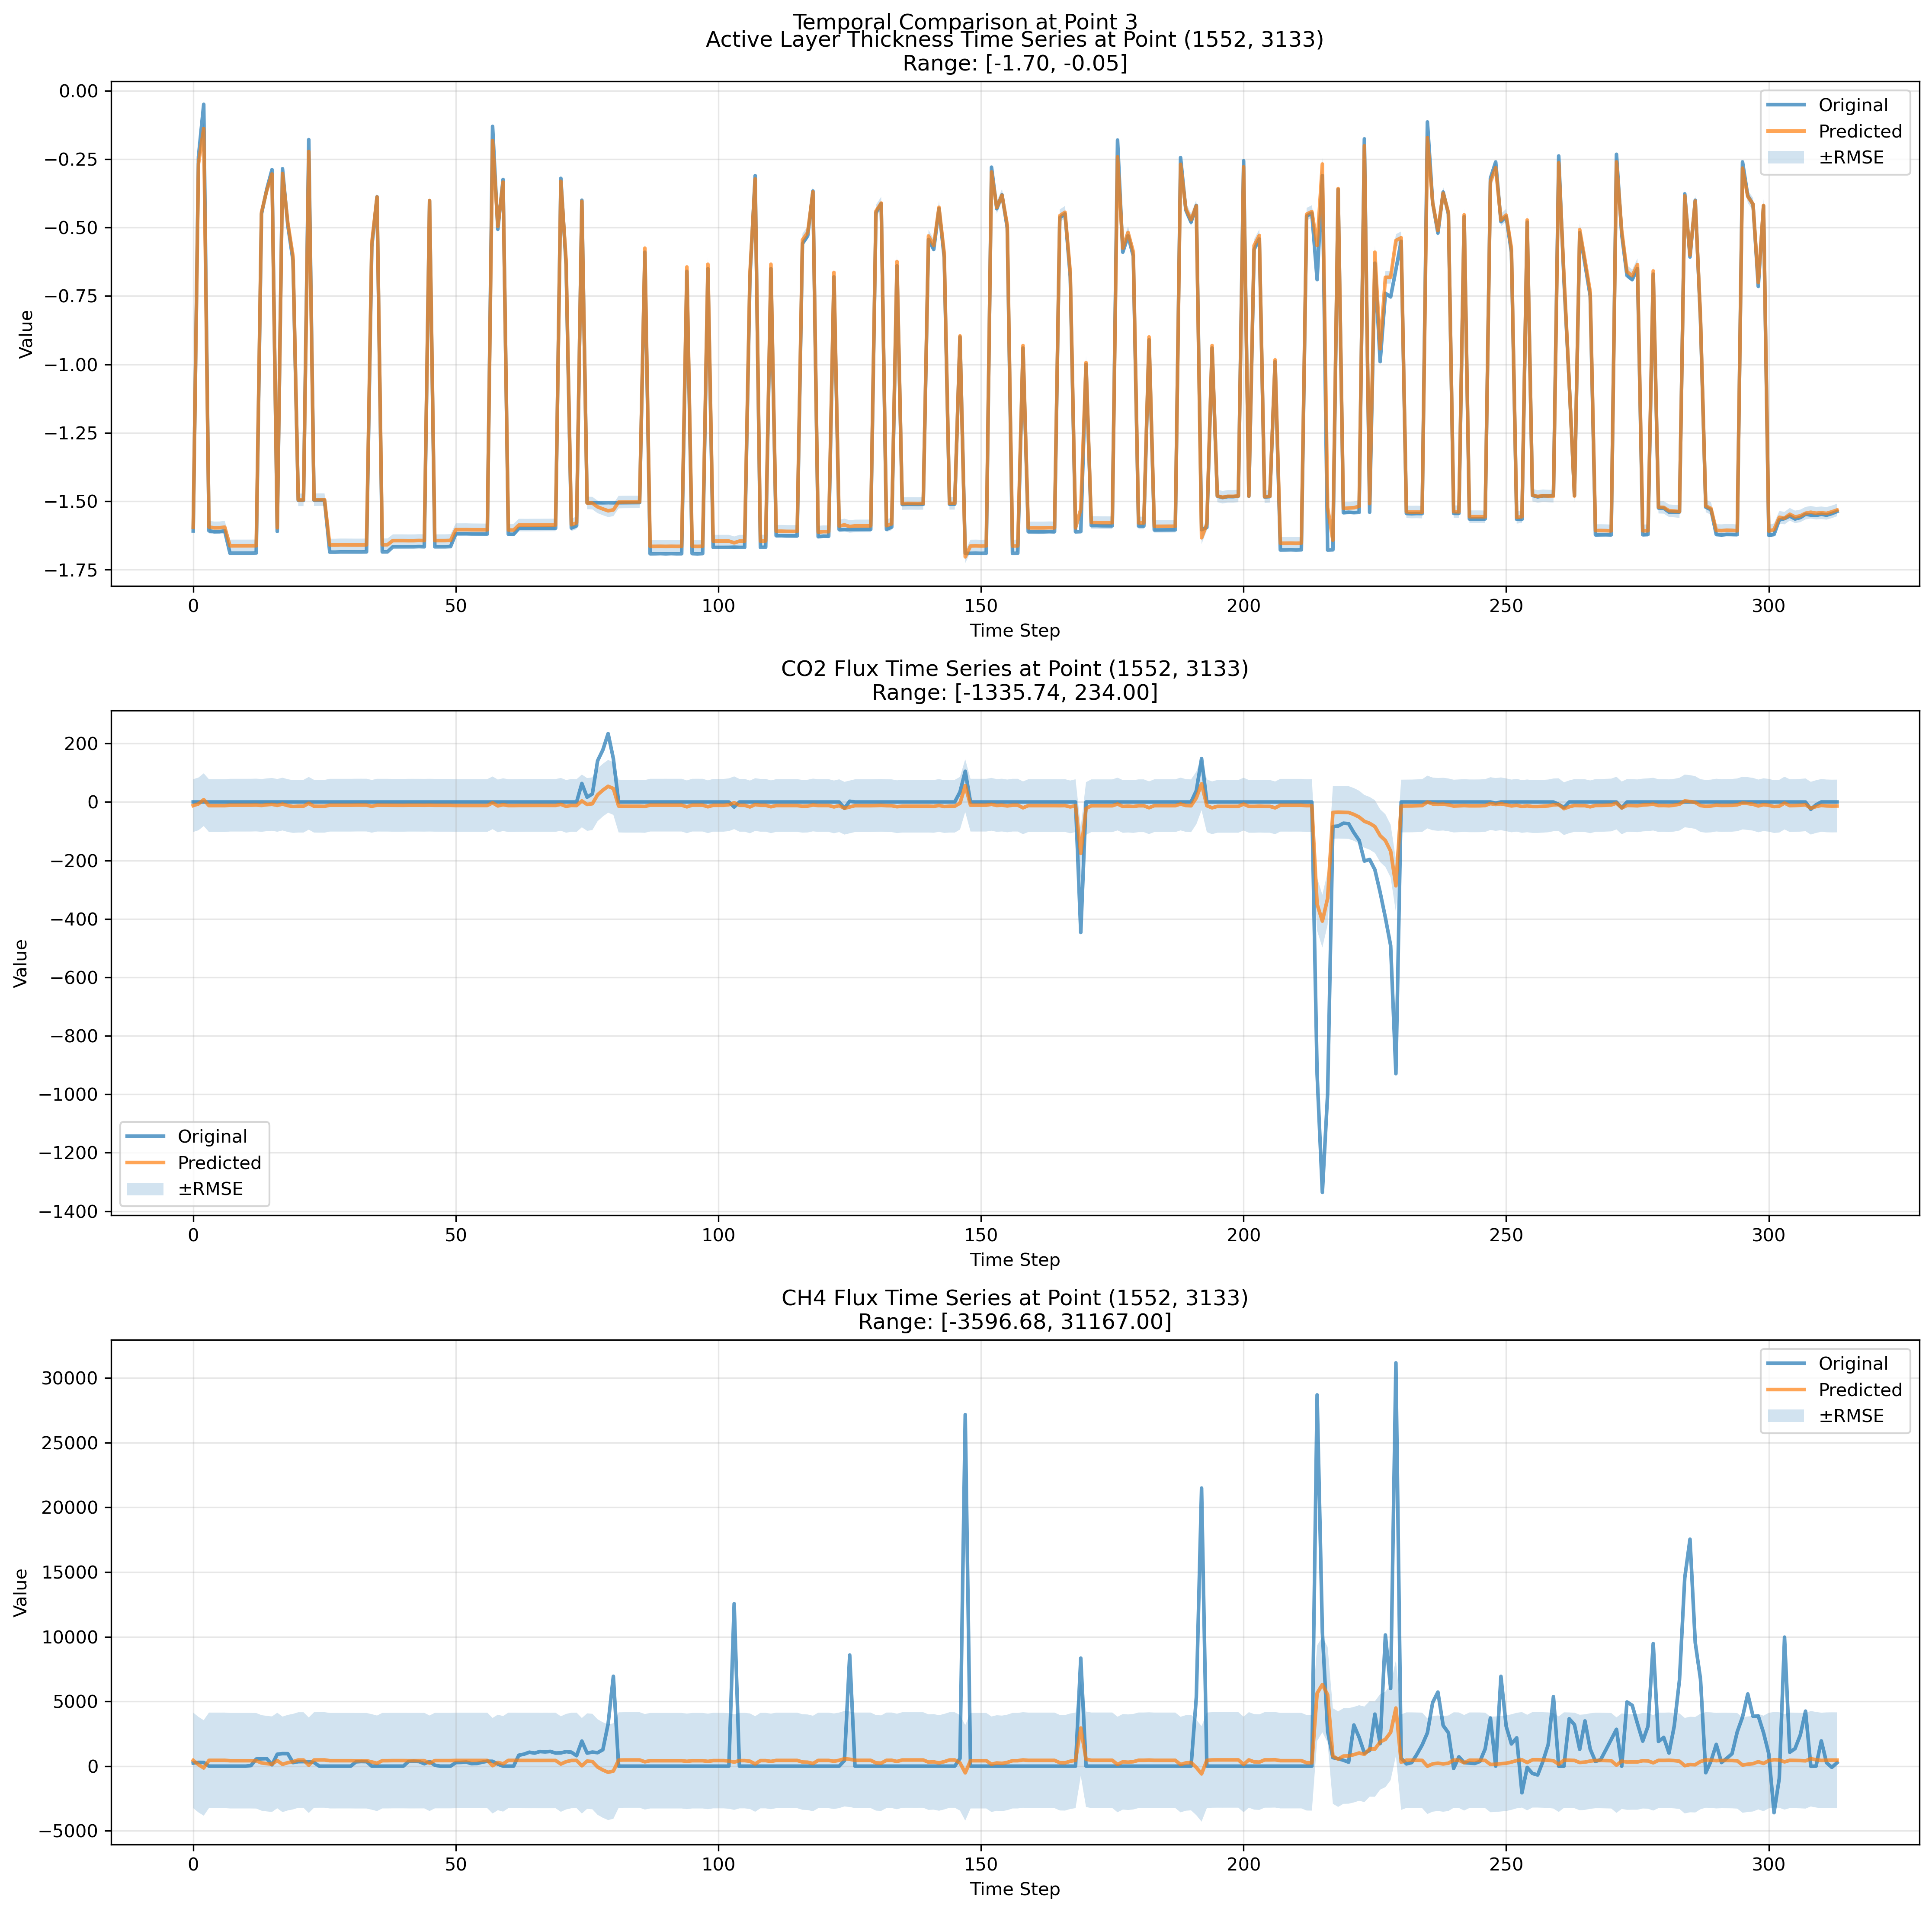 Temporal Comparison at Point 3
Active Layer Thickness Time Series at Point (1552, 3133)
Range: [-1.70, -0.05]
0.00
−0.25
−0.50
−0.75
−1.00
−1.25
−1.50
−1.75
Value
Original
Predicted
±RMSE
0 50 100 150 200 250 300
Time Step
CO2 Flux Time Series at Point (1552, 3133)
Range: [-1335.74, 234.00]
200
0
−200
−400
−600
−800
−1000
−1200
−1400
Value
Original
Predicted
±RMSE
0 50 100 150 200 250 300
Time Step
CH4 Flux Time Series at Point (1552, 3133)
Range: [-3596.68, 31167.00]
30000
25000
20000
15000
10000
5000
0
−5000
Value
Original
Predicted
±RMSE
0 50 100 150 200 250 300
Time Step